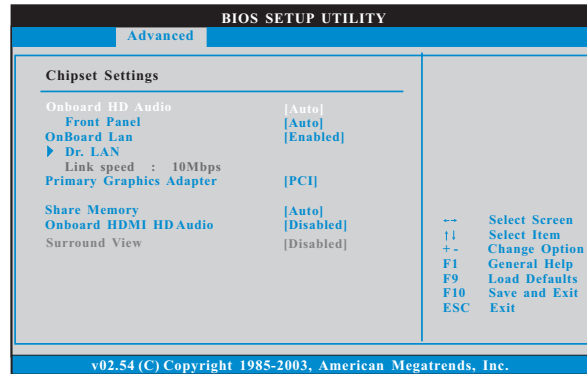 BIOS SETUP UTILITY
Advanced
Chipset Settings
Onboard HD Audio [Auto]
Front Panel [Auto]
OnBoard Lan [Enabled]
Dr. LAN
Link speed : 10Mbps
Primary Graphics Adapter [PCI]
Share Memory [Auto]
Onboard HDMI HD Audio [Disabled]
Surround View [Disabled]
←→ Select Screen
↑↓ Select Item
+ - Change Option
F1 General Help
F9 Load Defaults
F10 Save and Exit
ESC Exit
v02.54 (C) Copyright 1985-2003, American Megatrends, Inc.